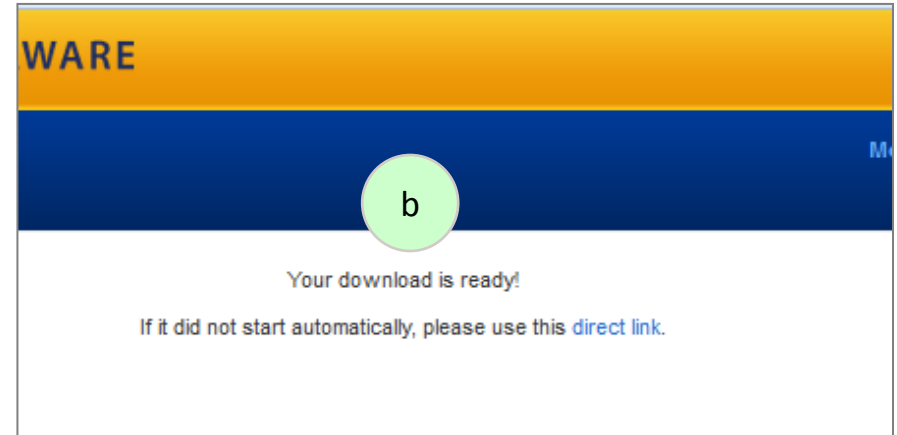 WARE
b
Your download is ready!
If it did not start automatically, please use this direct link.